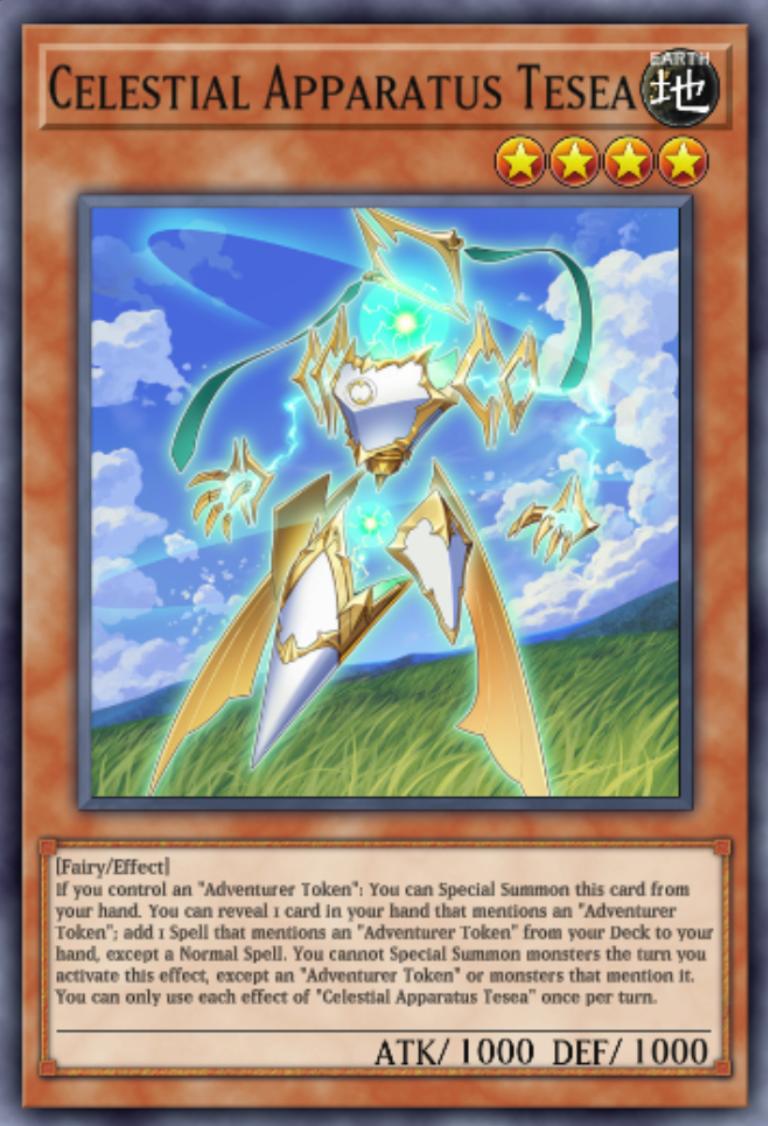 Celestial Apparatus Tesea
EARTH
地
[Fairy/Effect]
If you control an "Adventurer Token": You can Special Summon this card from
your hand. You can reveal 1 card in your hand that mentions an "Adventurer
Token"; add 1 Spell that mentions an "Adventurer Token" from your Deck to your
hand, except a Normal Spell. You cannot Special Summon monsters the turn you
activate this effect, except an "Adventurer Token" or monsters that mention it.
You can only use each effect of "Celestial Apparatus Tesea" once per turn.
ATK/ 1000 DEF/ 1000